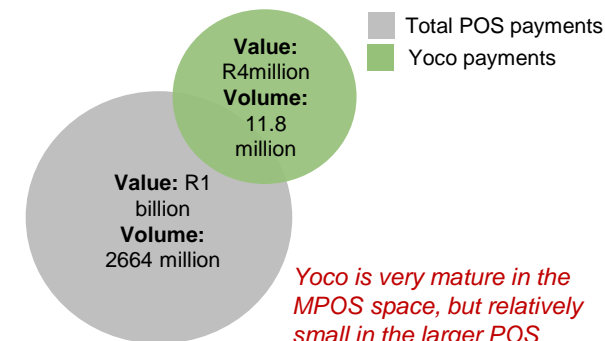 Total POS payments
Yoco payments
Value:
R4million
Volume:
11.8
million
Value: R1
billion
Volume:
2664 million
Yoco is very mature in the
MPOS space, but relatively
small in the larger POS